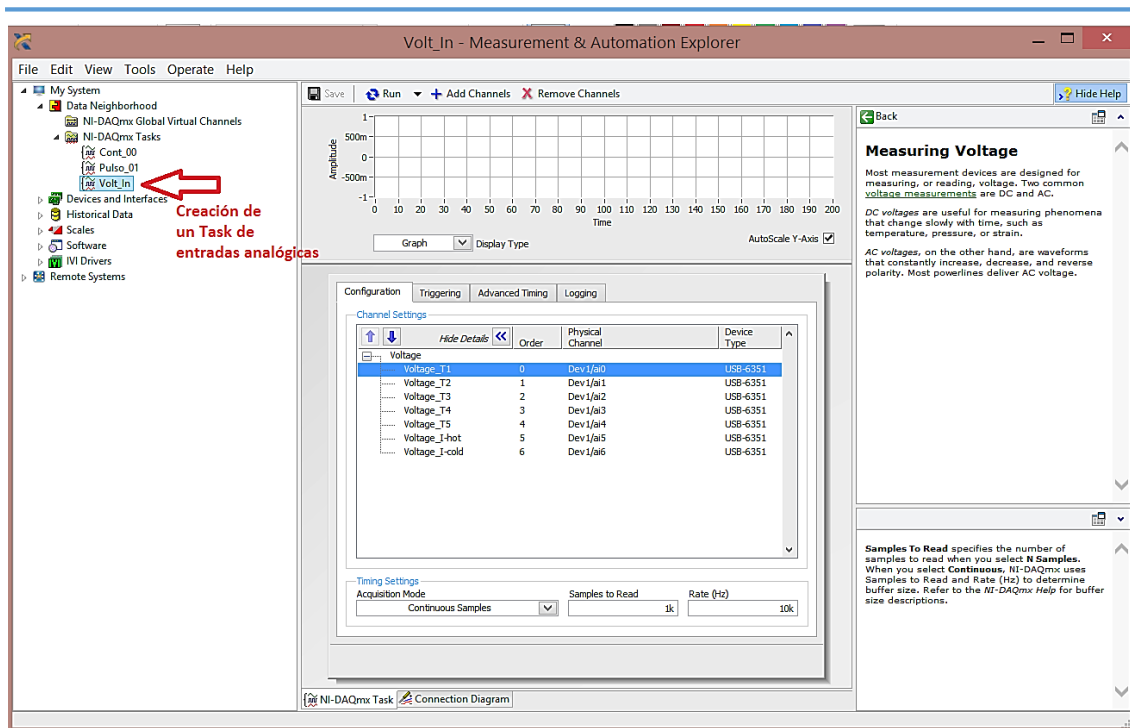 Volt_In - Measurement & Automation Explorer
File Edit View Tools Operate Help
My System
Data Neighborhood
NI-DAQmx Global Virtual Channels
NI-DAQmx Tasks
Cont_00
Pulso_01
Volt_In
Devices and Interfaces
Historical Data
Scales
Software
IVI Drivers
Remote Systems
Creación de
un Task de
entradas analógicas
Save Run Add Channels Remove Channels Hide Help
Amplitude
1
500m
0
-500m
-1
0 10 20 30 40 50 60 70 80 90 100 110 120 130 140 150 160 170 180 190 200
Time
Graph Display Type AutoScale Y-Axis
Configuration Triggering Advanced Timing Logging
Channel Settings
Hide Details Order Physical Channel Device Type
Voltage
Voltage_T1 0 Dev1/ai0 USB-6351
Voltage_T2 1 Dev1/ai1 USB-6351
Voltage_T3 2 Dev1/ai2 USB-6351
Voltage_T4 3 Dev1/ai3 USB-6351
Voltage_T5 4 Dev1/ai4 USB-6351
Voltage_I-hot 5 Dev1/ai5 USB-6351
Voltage_I-cold 6 Dev1/ai6 USB-6351
Timing Settings
Acquisition Mode Samples to Read Rate (Hz)
Continuous Samples 1k 10k
NI-DAQmx Task Connection Diagram
Back
Measuring Voltage
Most measurement devices are designed for
measuring, or reading, voltage. Two common
voltage measurements are DC and AC.
DC voltages are useful for measuring phenomena
that change slowly with time, such as
temperature, pressure, or strain.
AC voltages, on the other hand, are waveforms
that constantly increase, decrease, and reverse
polarity. Most powerlines deliver AC voltage.
Samples To Read specifies the number of
samples to read when you select N Samples.
When you select Continuous, NI-DAQmx uses
Samples to Read and Rate (Hz) to determine
buffer size. Refer to the NI-DAQmx Help for buffer
size descriptions.